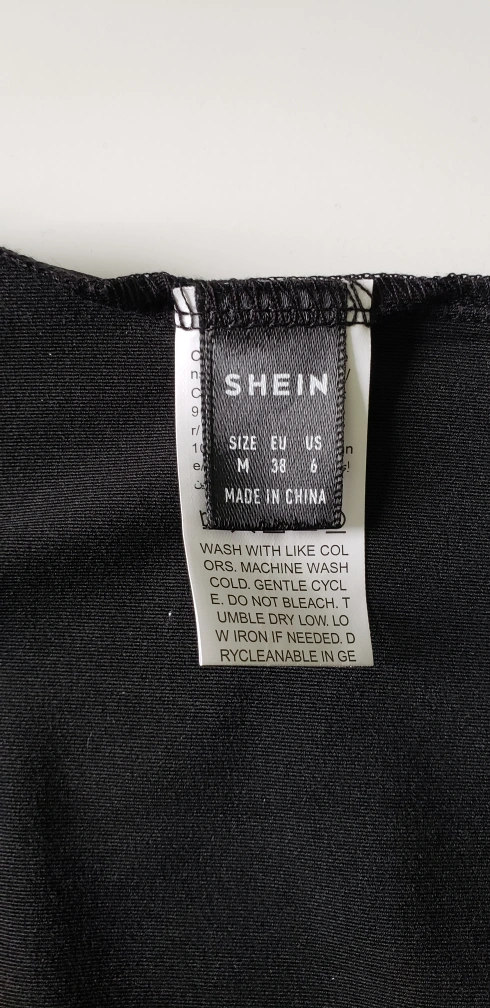 SHEIN
SIZE EU US
M 38 6
MADE IN CHINA
WASH WITH LIKE COL
ORS. MACHINE WASH
COLD. GENTLE CYCL
E. DO NOT BLEACH. T
UMBLE DRY LOW. LO
W IRON IF NEEDED. D
RYCLEANABLE IN GE